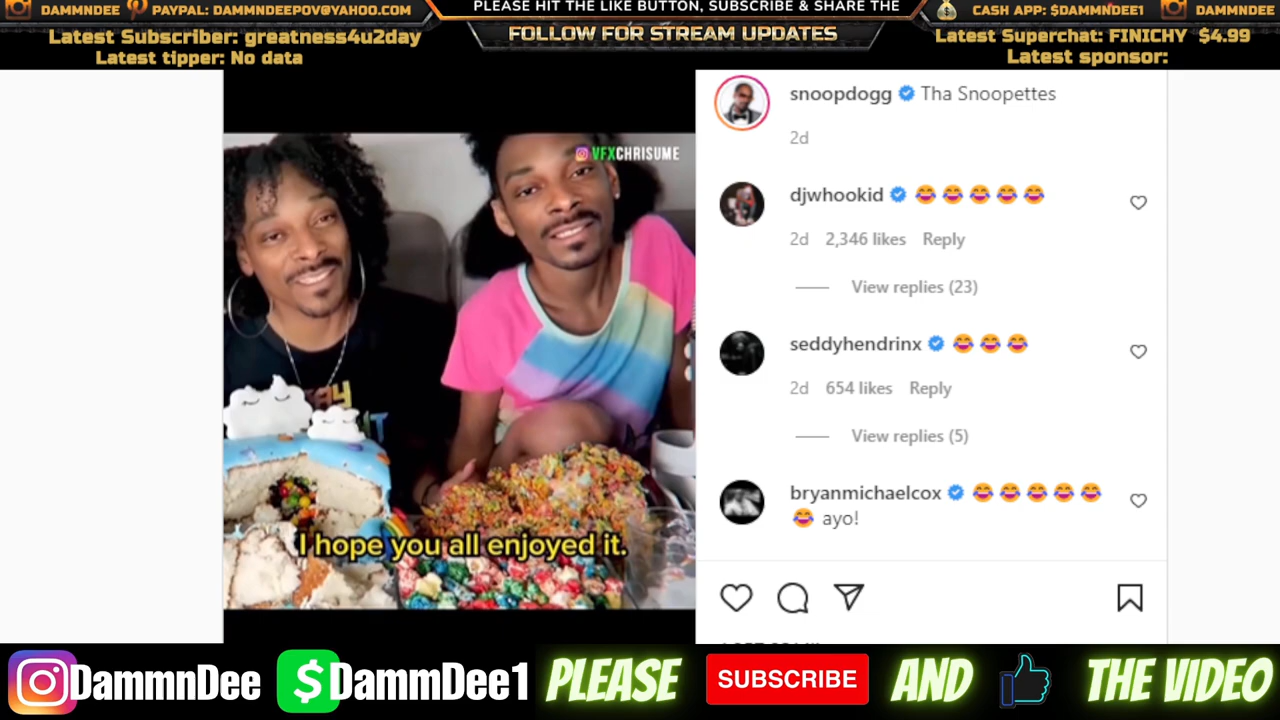 DAMMNDEE
PAYPAL: DAMMNDEEPOV@YAHOO.COM
PLEASE HIT THE LIKE BUTTON, SUBSCRIBE & SHARE THE
CASH APP: $DAMMNDEE1
DAMMNDEE
Latest Subscriber: greatness4u2day
FOLLOW FOR STREAM UPDATES
Latest Superchat: FINICHY $4.99
Latest tipper: No data
Latest sponsor:
VFXCHRISUME
I hope you all enjoyed it.
snoopdogg Tha Snoopettes
2d
djwhookid 😂😂😂😂😂
2d 2,346 likes Reply
View replies (23)
seddyhendrinx 😂😂😂
2d 654 likes Reply
View replies (5)
bryanmichaelcox 😂😂😂😂😂
😂 ayo!
DammnDee
$DammDee1
PLEASE
SUBSCRIBE
AND
THE VIDEO